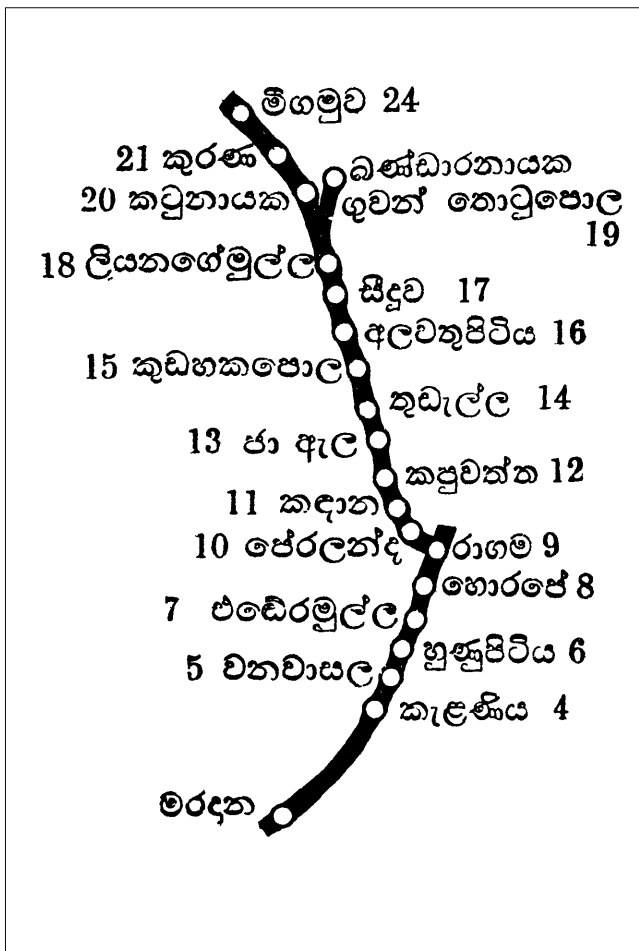 මීගමුව 24
21 කුරණ
බණ්ඩාරනායක
20 කටුනායක
ගුවන් තොටුපොල
19
18 ලියනගේමුල්ල
සීදූව 17
අලවතුපිටිය 16
15 කුඩහකපොල
තුඩැල්ල 14
13 ජා ඇල
කපුවත්ත 12
11 කඳාන
10 පේරලන්ද
රාගම 9
හොරපේ 8
7 එඬේරමුල්ල
හුණුපිටිය 6
5 වනවාසල
කැළණිය 4
මරදාන